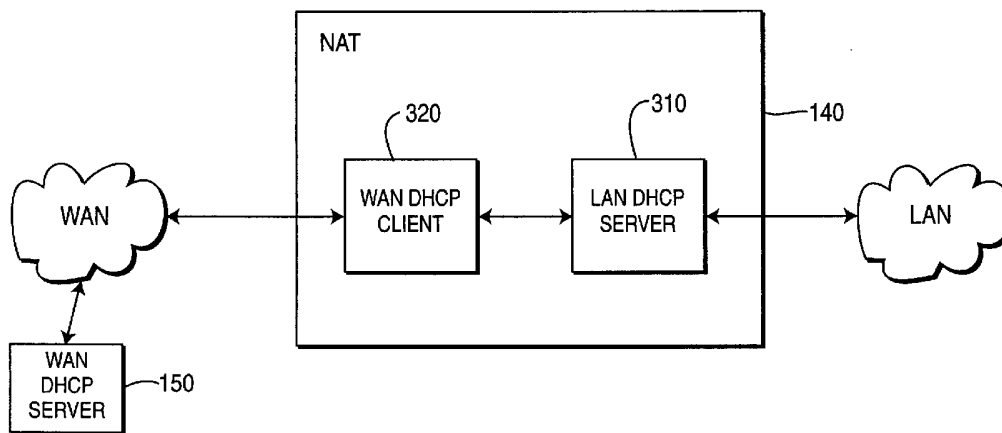 NAT
320
310
140
WAN
WAN DHCP
CLIENT
LAN DHCP
SERVER
LAN
WAN
DHCP
SERVER
150